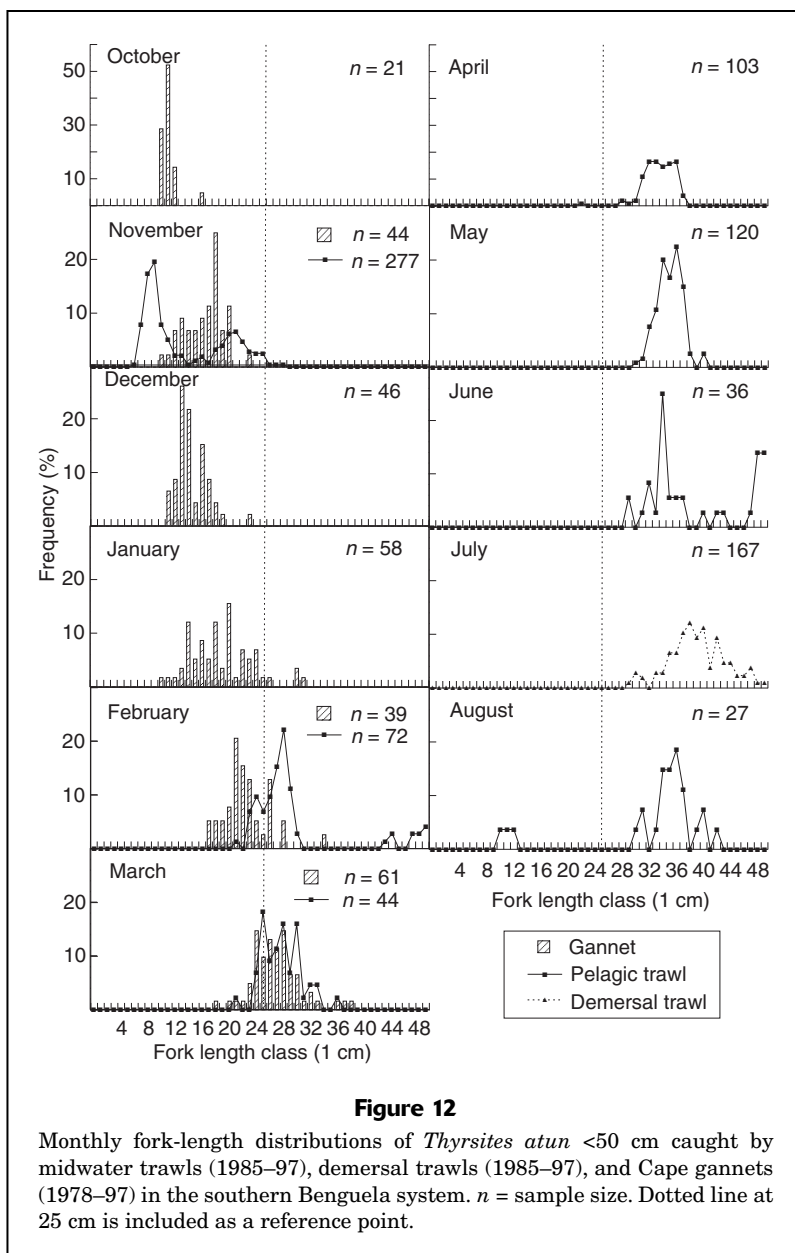 October
n = 21
50
30
10
April
n = 103
November
n = 44
n = 277
20
10
May
n = 120
December
n = 46
20
10
June
n = 36
Frequency (%)
January
n = 58
20
10
July
n = 167
February
n = 39
n = 72
20
10
August
n = 27
4 8 12 16 20 24 28 32 36 40 44 48
Fork length class (1 cm)
March
n = 61
n = 44
20
10
4 8 12 16 20 24 28 32 36 40 44 48
Fork length class (1 cm)
Gannet
Pelagic trawl
Demersal trawl
Figure 12
Monthly fork-length distributions of Thyrsites atun <50 cm caught by
midwater trawls (1985–97), demersal trawls (1985–97), and Cape gannets
(1978–97) in the southern Benguela system. n = sample size. Dotted line at
25 cm is included as a reference point.